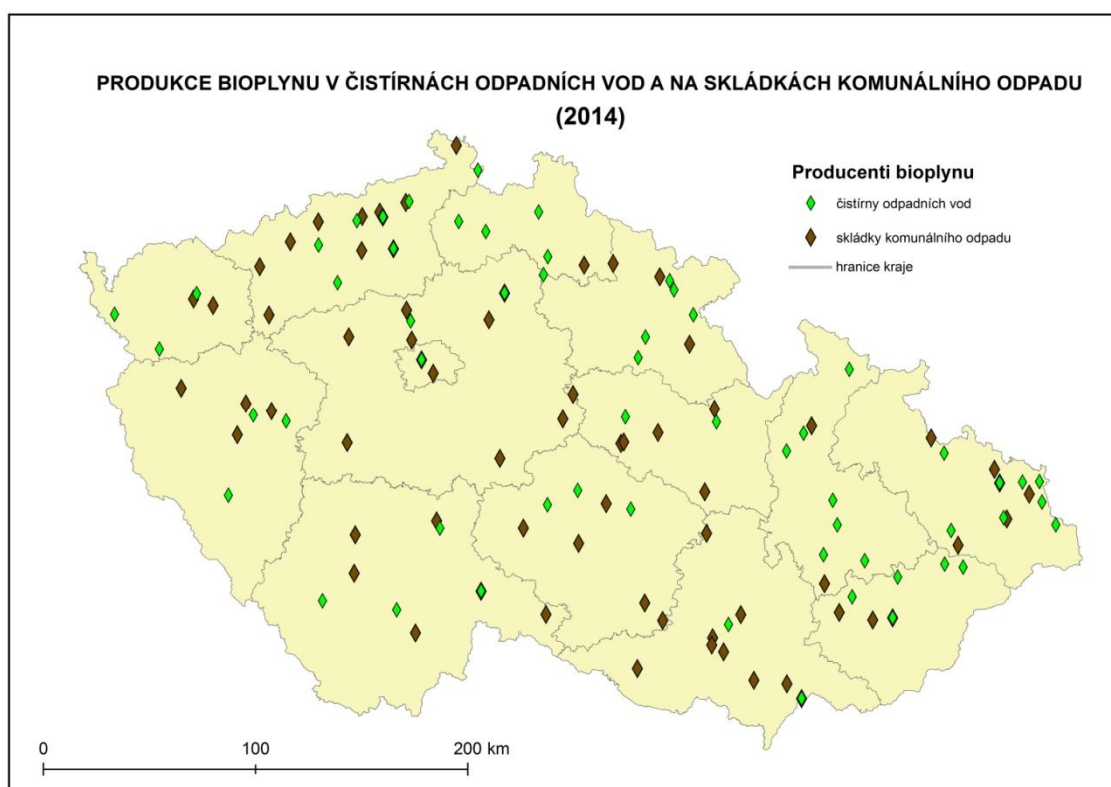 PRODUKCE BIOPLYNU V ČISTÍRNÁCH ODPADNÍCH VOD A NA SKLÁDKÁCH KOMUNÁLNÍHO ODPADU
(2014)
Producenti bioplynu
čistírny odpadních vod
skládky komunálního odpadu
hranice kraje
0 100 200 km